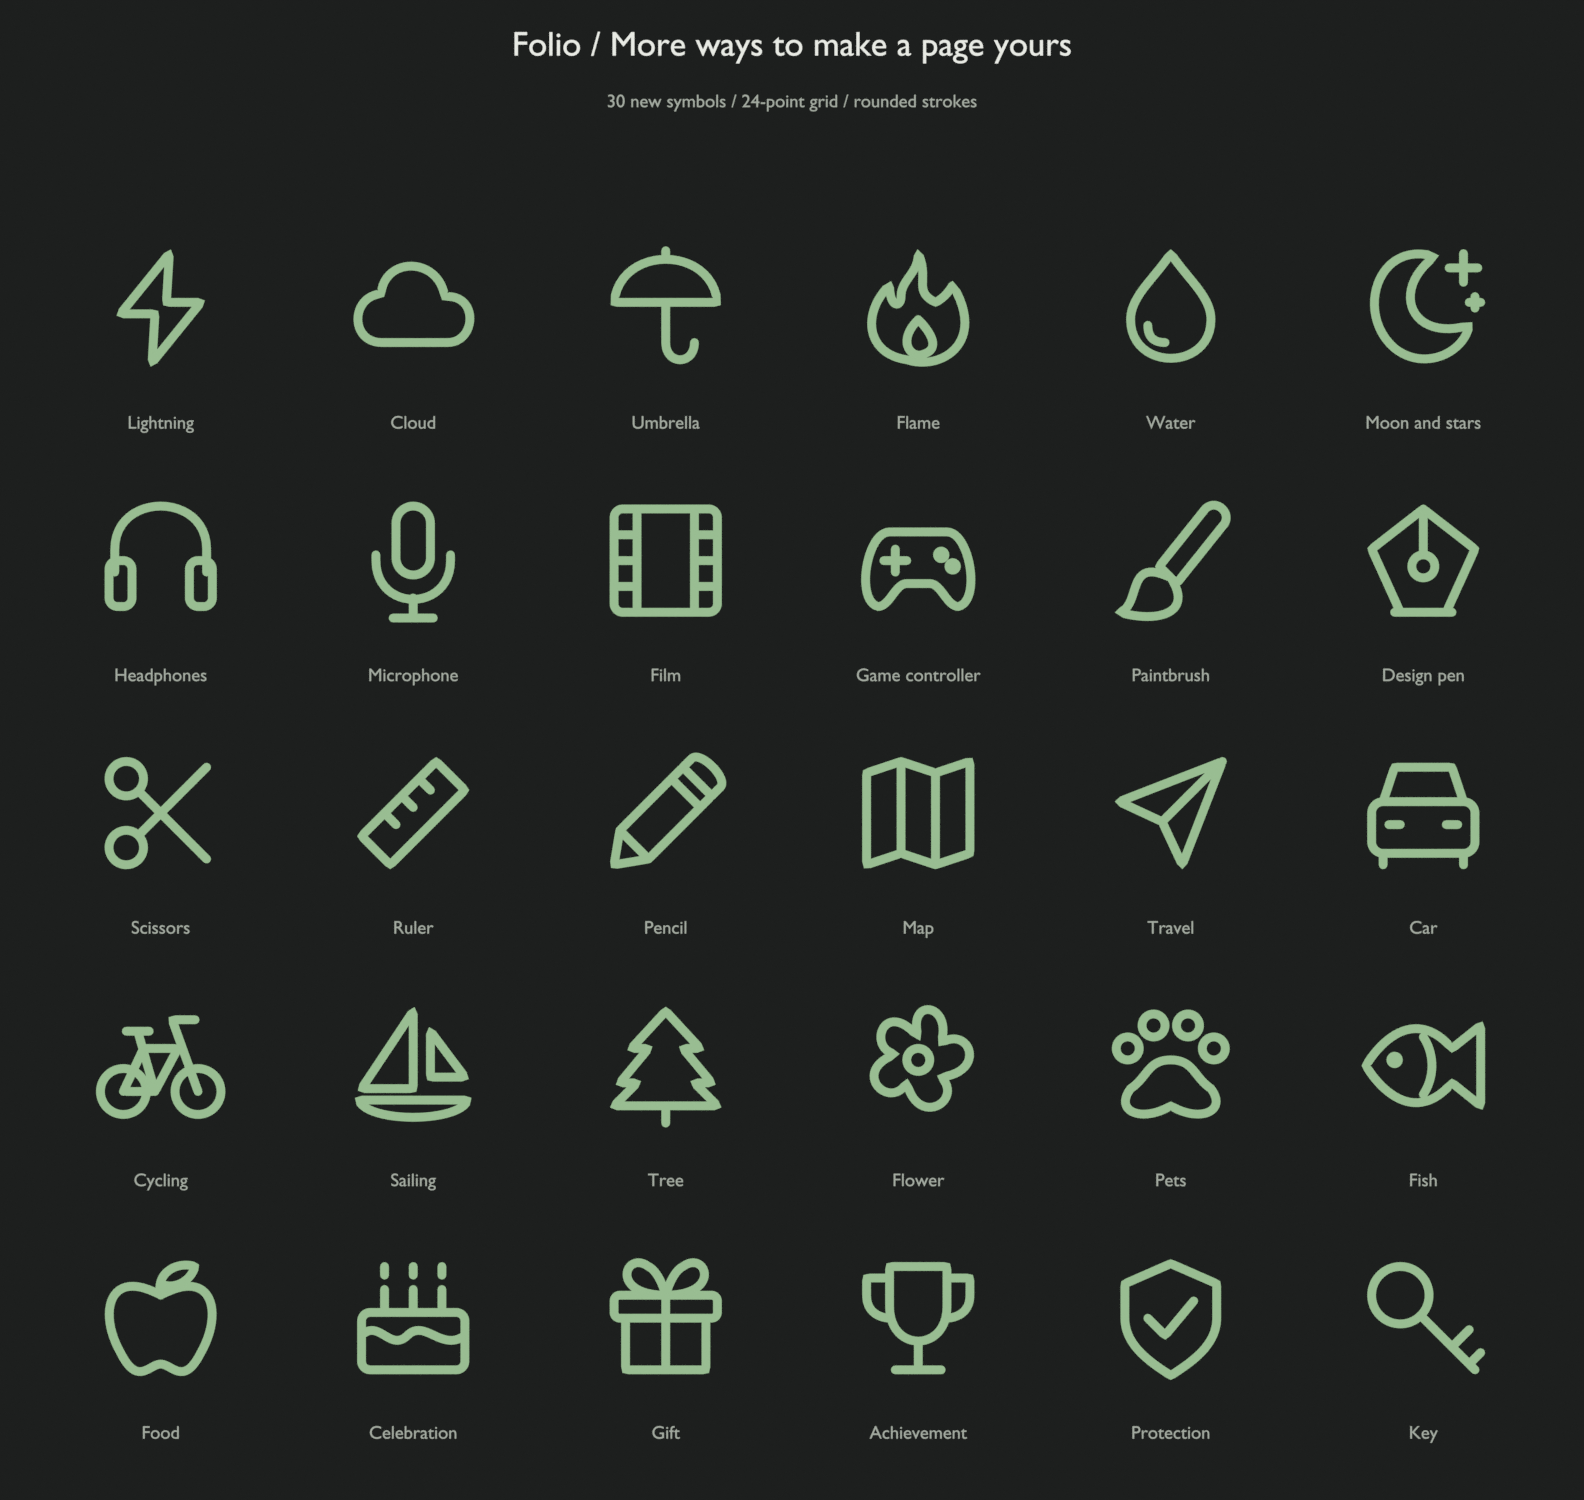 Folio / More ways to make a page yours
30 new symbols / 24-point grid / rounded strokes
Lightning
Cloud
Umbrella
Flame
Water
Moon and stars
Headphones
Microphone
Film
Game controller
Paintbrush
Design pen
Scissors
Ruler
Pencil
Map
Travel
Car
Cycling
Sailing
Tree
Flower
Pets
Fish
Food
Celebration
Gift
Achievement
Protection
Key